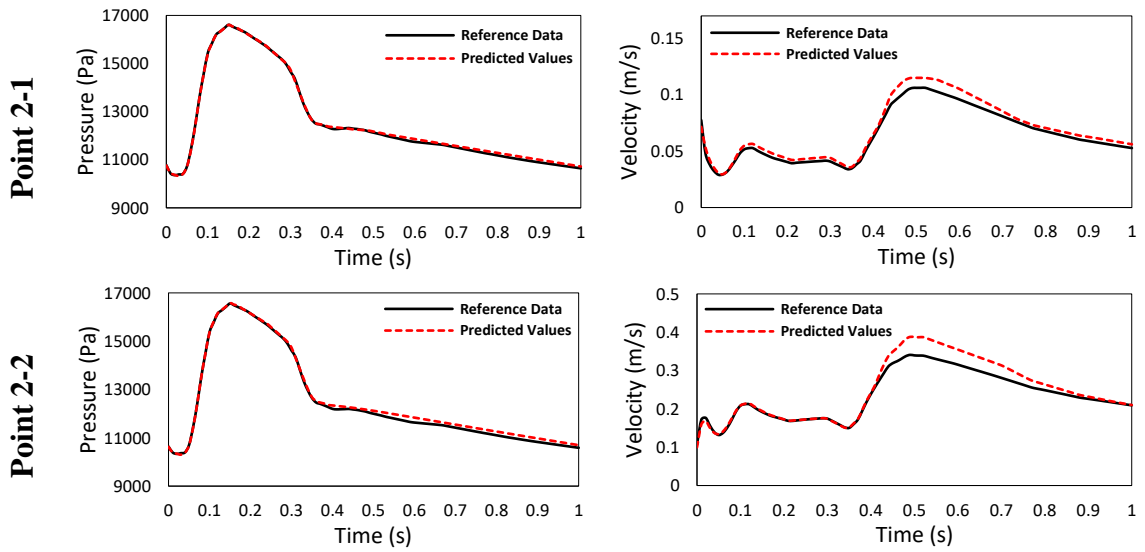 Point 2-1
Pressure (Pa)
17000
15000
13000
11000
9000
Reference Data
Predicted Values
0 0.1 0.2 0.3 0.4 0.5 0.6 0.7 0.8 0.9 1
Time (s)
Velocity (m/s)
0.15
0.1
0.05
0
Reference Data
Predicted Values
0 0.1 0.2 0.3 0.4 0.5 0.6 0.7 0.8 0.9 1
Time (s)
Point 2-2
Pressure (Pa)
17000
15000
13000
11000
9000
Reference Data
Predicted Values
0 0.1 0.2 0.3 0.4 0.5 0.6 0.7 0.8 0.9 1
Time (s)
Velocity (m/s)
0.5
0.4
0.3
0.2
0.1
0
Reference Data
Predicted Values
0 0.1 0.2 0.3 0.4 0.5 0.6 0.7 0.8 0.9 1
Time (s)